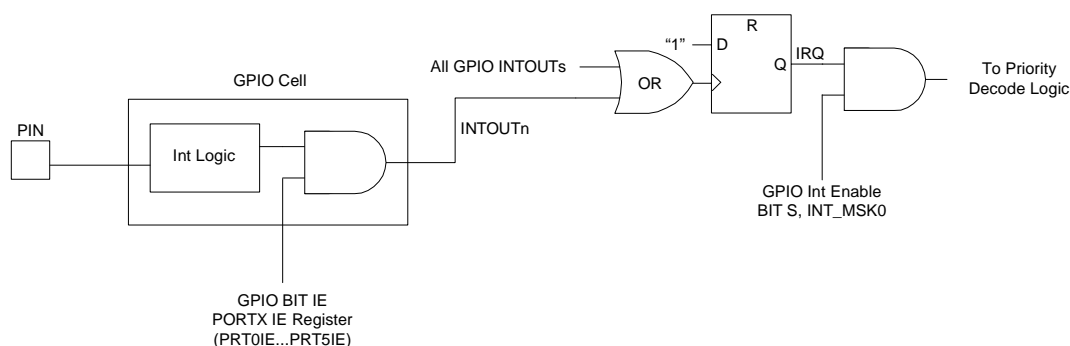 R
"1"
D
Q
IRQ
All GPIO INTOUTs
OR
To Priority
Decode Logic
GPIO Cell
INTOUTn
PIN
Int Logic
GPIO Int Enable
BIT S, INT_MSK0
GPIO BIT IE
PORTX IE Register
(PRT0IE...PRT5IE)